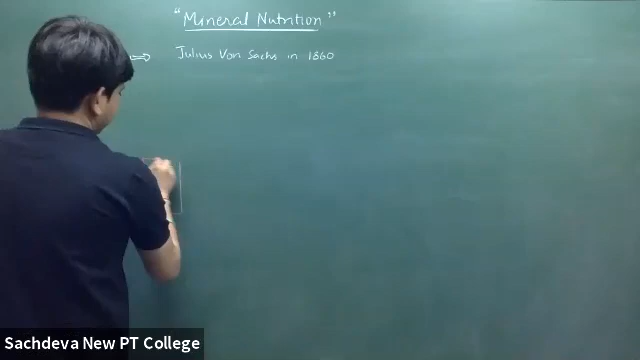 "Mineral Nutrition"
⇒ Julius Von Sachs in 1860
Sachdeva New PT College